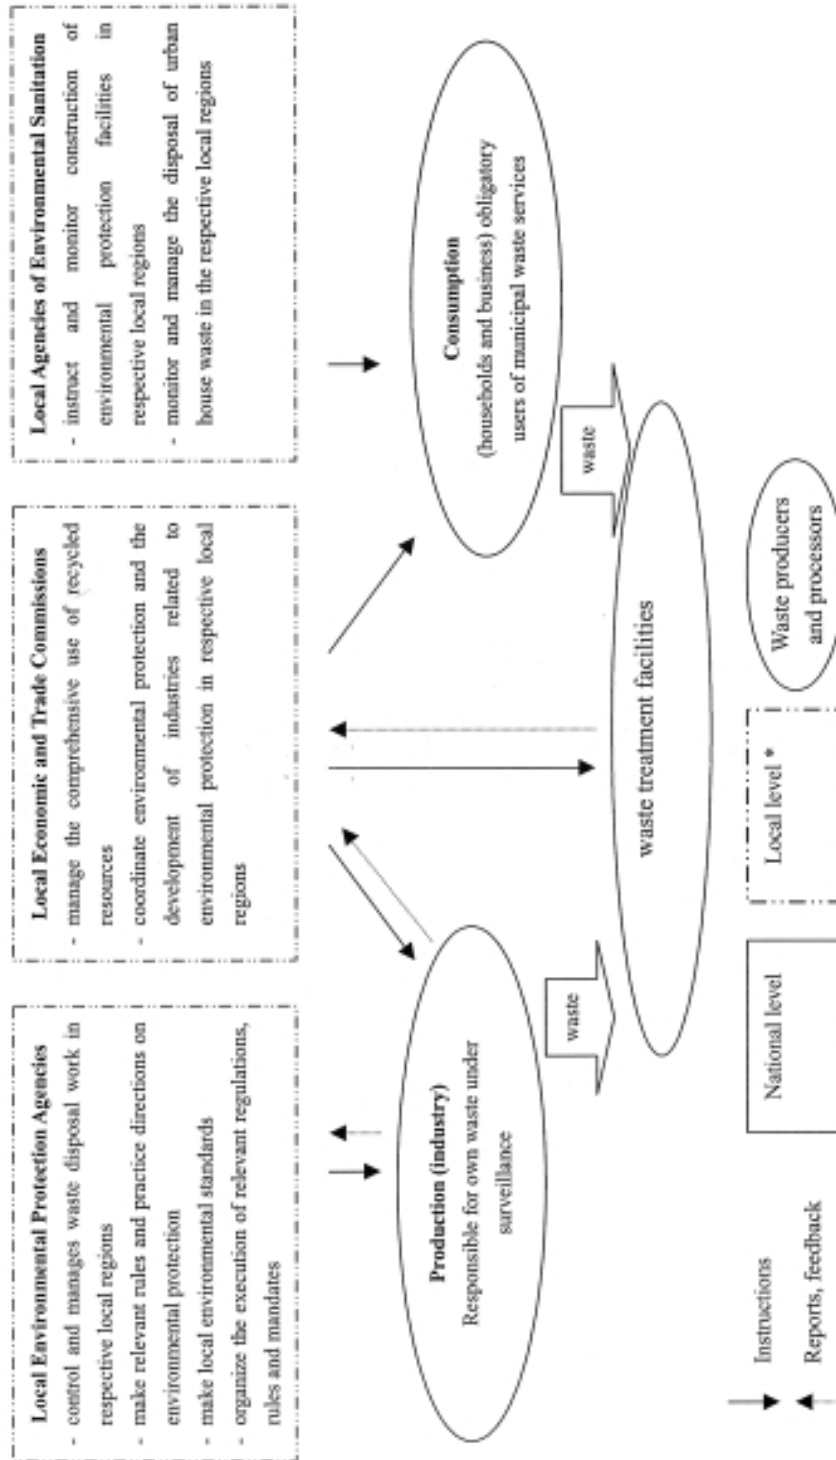 Local Environmental Protection Agencies
- control and manages waste disposal work in
respective local regions
- make relevant rules and practice directions on
environmental protection
- make local environmental standards
- organize the execution of relevant regulations,
rules and mandates
Local Economic and Trade Commissions
- manage the comprehensive use of recycled
resources
- coordinate environmental protection and the
development of industries related to
environmental protection in respective local
regions
Local Agencies of Environmental Sanitation
- instruct and monitor construction of
environmental protection facilities in
respective local regions
- monitor and manage the disposal of urban
house waste in the respective local regions
Production (industry)
Responsible for own waste under
surveillance
Consumption
(households and business) obligatory
users of municipal waste services
waste
waste
waste treatment facilities
Instructions
Reports, feedback
National level
Local level *
Waste producers
and processors